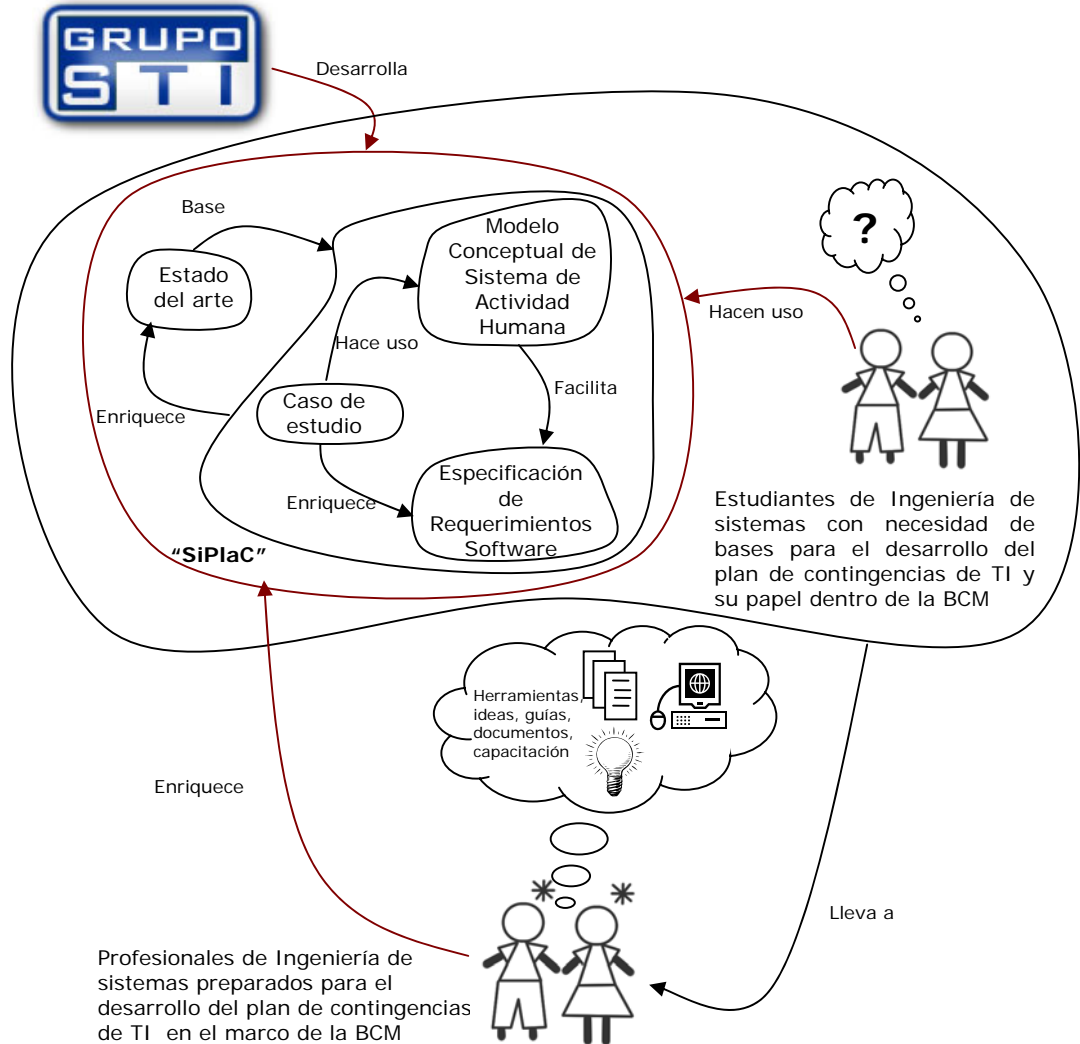 GRUPO
STI
Desarrolla
Base
Estado
del arte
Modelo
Conceptual de
Sistema de
Actividad
Humana
?
Hacen uso
Hace uso
Facilita
Enriquece
Caso de
estudio
Enriquece
Especificación
de
Requerimientos
Software
"SiPlaC"
Estudiantes de Ingeniería de
sistemas con necesidad de
bases para el desarrollo del
plan de contingencias de TI y
su papel dentro de la BCM
Herramientas,
ideas, guías,
documentos,
capacitación
Enriquece
Lleva a
Profesionales de Ingeniería de
sistemas preparados para el
desarrollo del plan de contingencias
de TI en el marco de la BCM